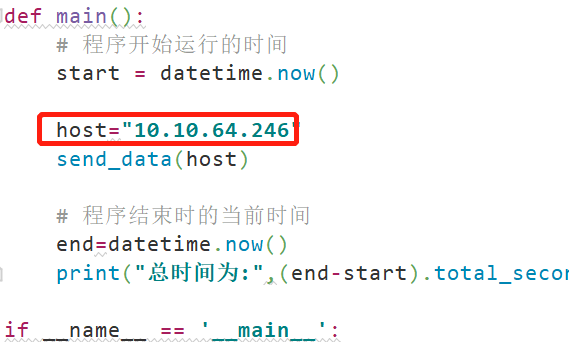 def main():
# 程序开始运行的时间
start = datetime.now()
host="10.10.64.246"
send_data(host)
# 程序结束时的当前时间
end=datetime.now()
print("总时间为:",(end-start).total_secon
if __name__ == '__main__':